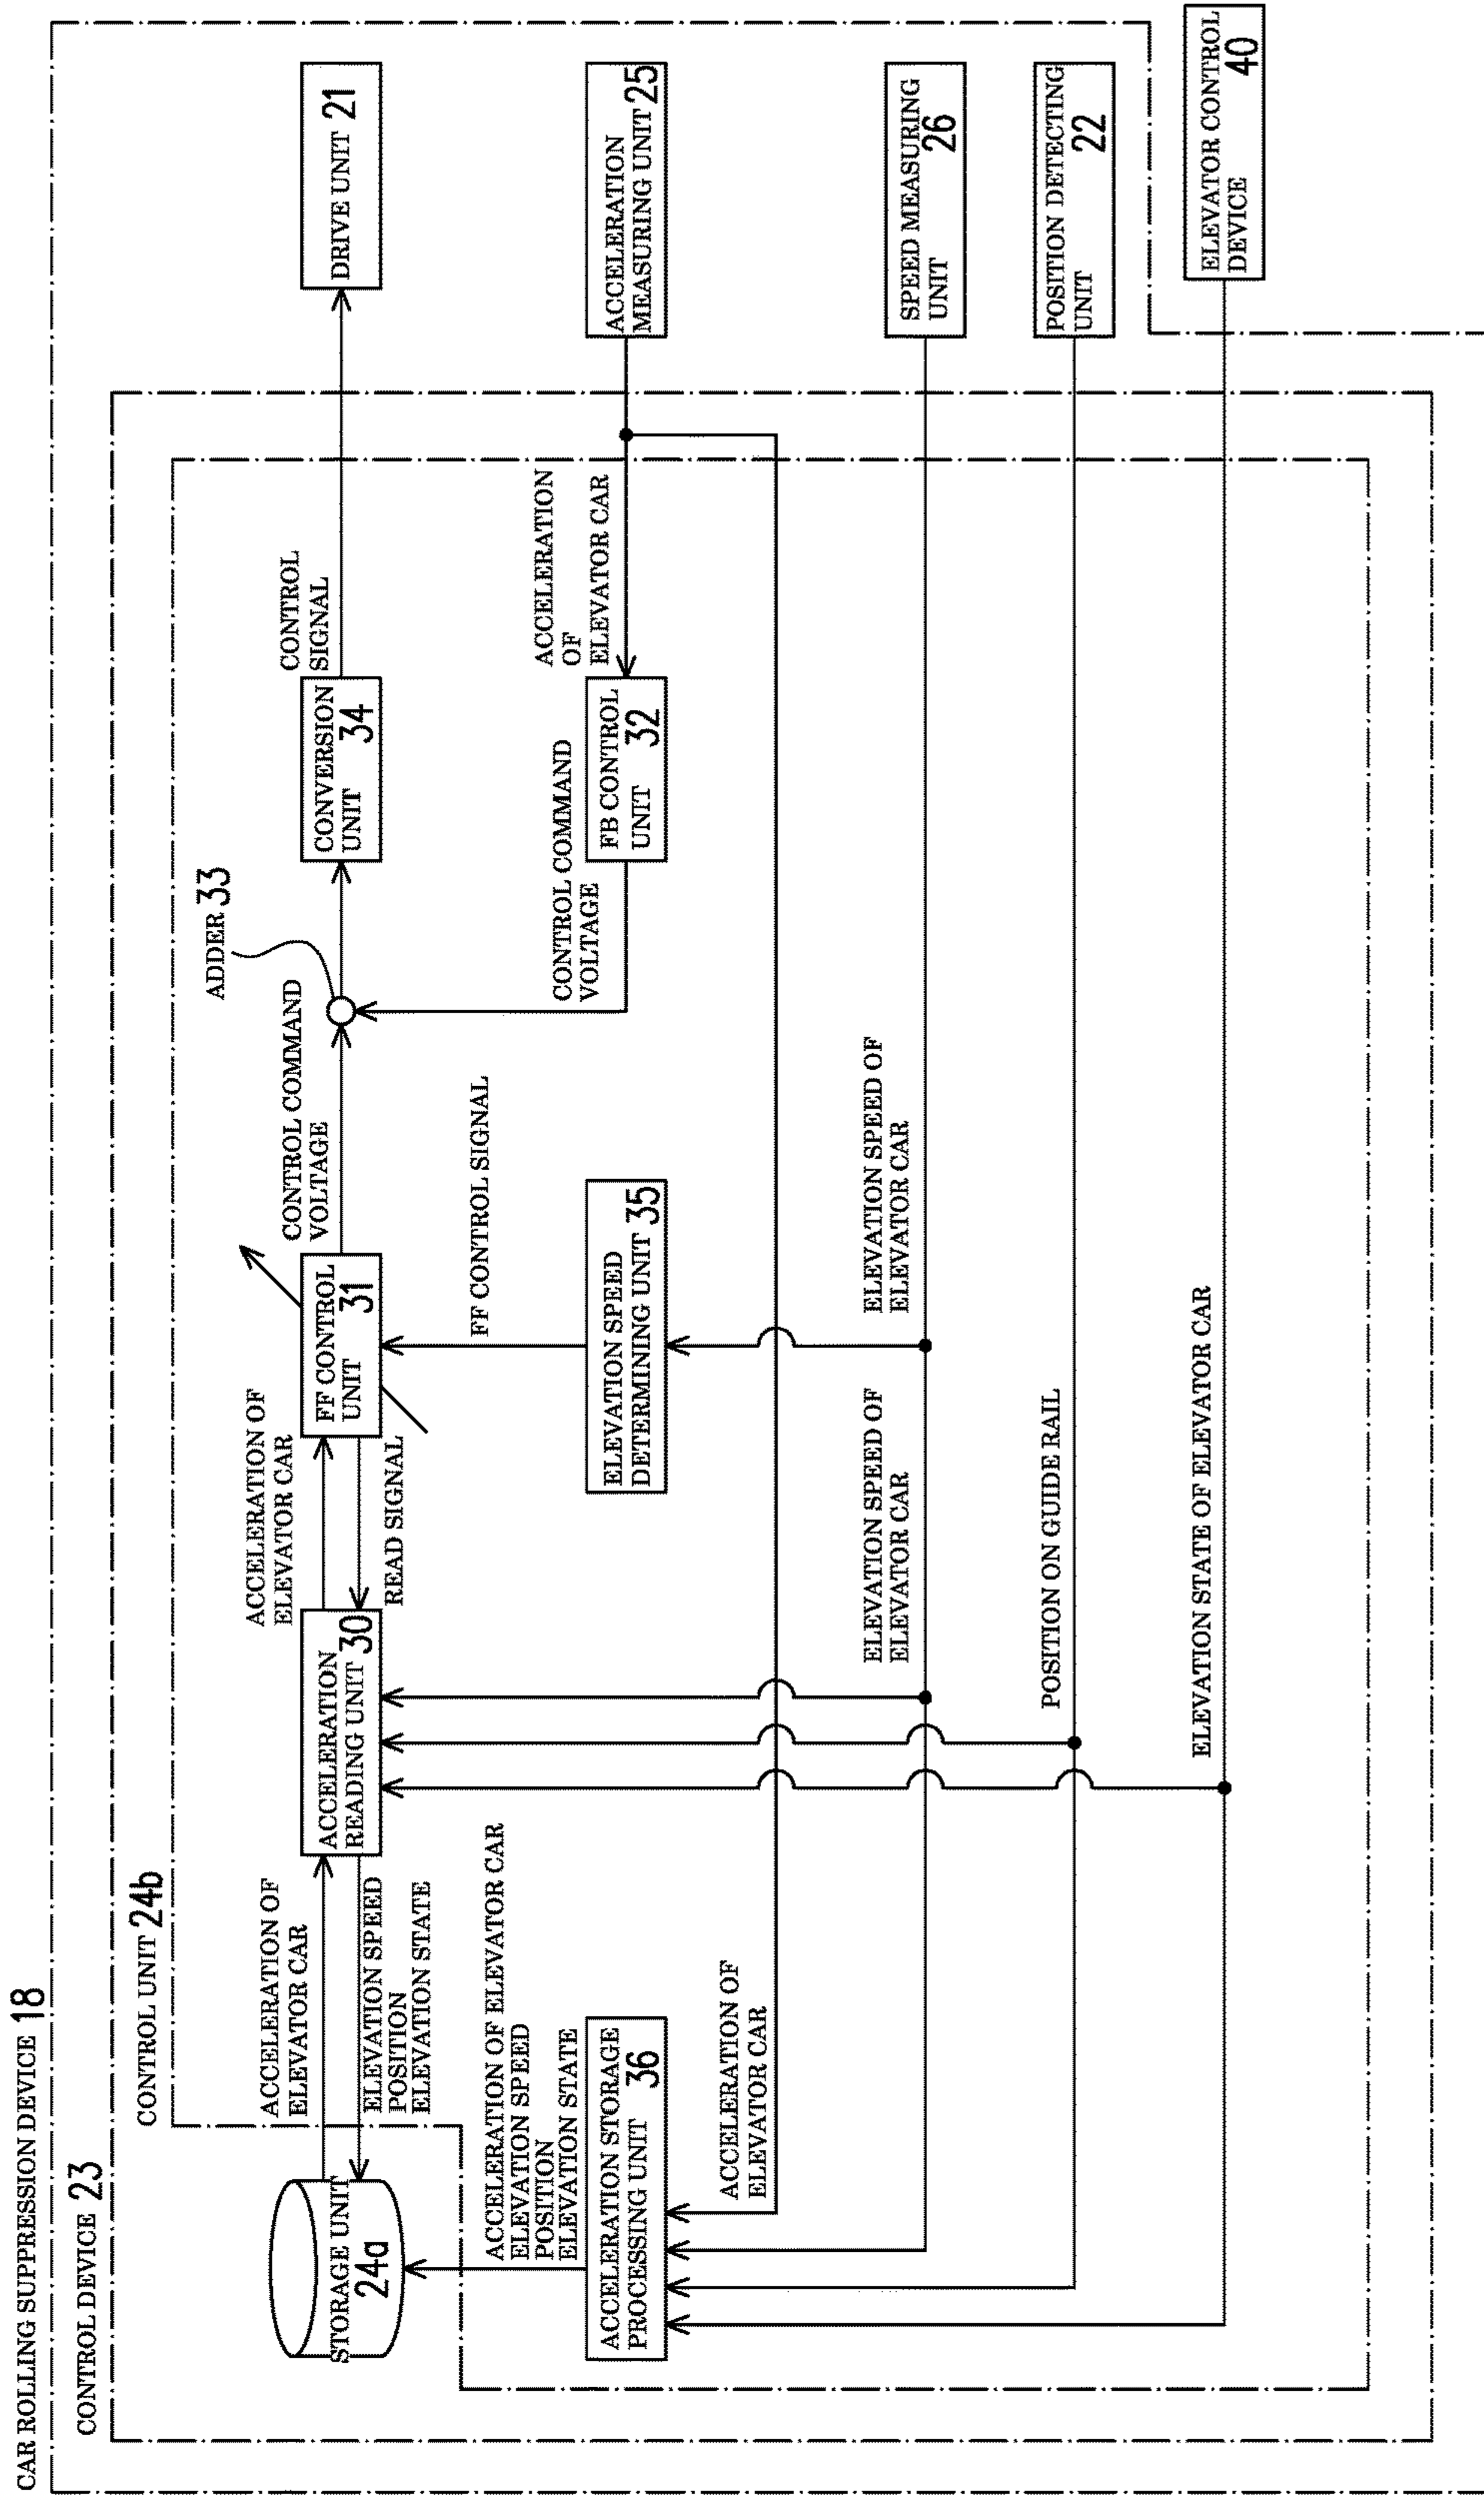 CAR ROLLING SUPPRESSION DEVICE 18
CONTROL DEVICE 23
CONTROL UNIT 24b
STORAGE UNIT
24a
ACCELERATION OF
ELEVATOR CAR
ELEVATION SPEED
POSITION
ELEVATION STATE
ACCELERATION
READING UNIT 30
ACCELERATION OF
ELEVATOR CAR
READ SIGNAL
FF CONTROL
UNIT 31
CONTROL COMMAND
VOLTAGE
ADDER 33
CONVERSION
UNIT 34
CONTROL
SIGNAL
DRIVE UNIT 21
ACCELERATION OF ELEVATOR CAR
ELEVATION SPEED
POSITION
ELEVATION STATE
FF CONTROL SIGNAL
CONTROL COMMAND
VOLTAGE
ACCELERATION
OF
ELEVATOR CAR
ACCELERATION STORAGE
PROCESSING UNIT 36
ELEVATION SPEED
DETERMINING UNIT 35
FB CONTROL
UNIT 32
ACCELERATION
MEASURING UNIT 25
ACCELERATION OF
ELEVATOR CAR
ELEVATION SPEED OF
ELEVATOR CAR
ELEVATION SPEED OF
ELEVATOR CAR
SPEED MEASURING
UNIT 26
POSITION ON GUIDE RAIL
POSITION DETECTING
UNIT 22
ELEVATION STATE OF ELEVATOR CAR
ELEVATOR CONTROL
DEVICE 40